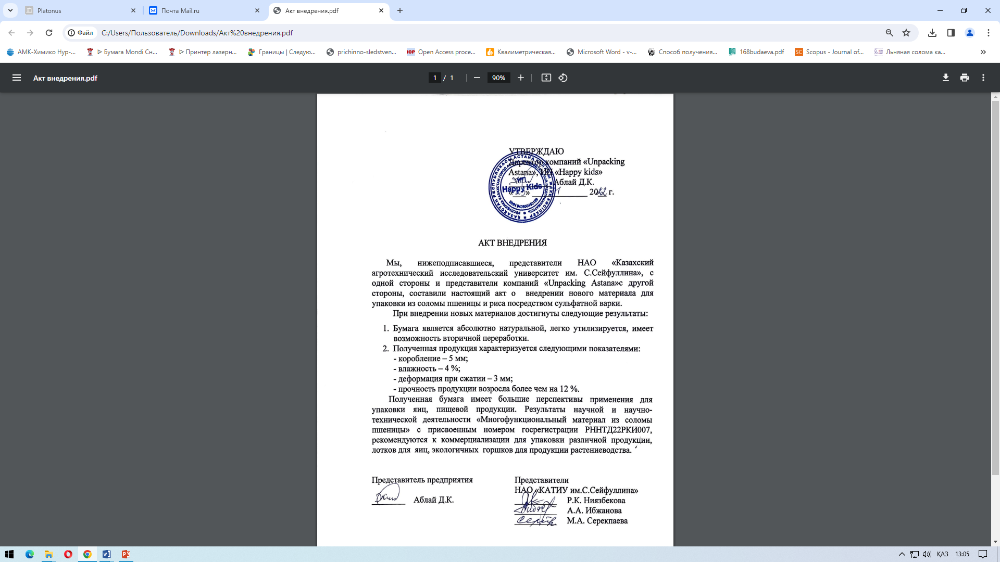 Platonus
Почта Mail.ru
Акт внедрения.pdf
Файл
C:/Users/Пользователь/Downloads/Акт%20внедрения.pdf
АМК-Химико Нур-...
Бумага Mondi Сн...
Принтер лазерн...
Границы | Следую...
prichinno-sledstven...
IOP
Open Access proce...
Квалиметрическая...
Microsoft Word - v-...
Способ получения...
168budaeva.pdf
SC
Scopus - Journal of...
Льняная солома ка...
Акт внедрения.pdf
1 / 1
90%
УТВЕРЖДАЮ
Директор компаний «Unpacking
Astana», ИП «Happy kids»
Аблай Д.К.
«23» 2022 г.
ИП
Happy Kids
ИИН 940806450199
АКТ ВНЕДРЕНИЯ
Мы, нижеподписавшиеся, представители НАО «Казахский
агротехнический исследовательский университет им. С.Сейфуллина», с
одной стороны и представители компаний «Unpacking Astana»с другой
стороны, составили настоящий акт о внедрении нового материала для
упаковки из соломы пшеницы и риса посредством сульфатной варки.
При внедрении новых материалов достигнуты следующие результаты:
1. Бумага является абсолютно натуральной, легко утилизируется, имеет
возможность вторичной переработки.
2. Полученная продукция характеризуется следующими показателями:
- коробление – 5 мм;
- влажность – 4 %;
- деформация при сжатии – 3 мм;
- прочность продукции возросла более чем на 12 %.
Полученная бумага имеет большие перспективы применения для
упаковки яиц, пищевой продукции. Результаты научной и научно-
технической деятельности «Многофункциональный материал из соломы
пшеницы» с присвоенным номером госрегистрации РННТД22РКИ007,
рекомендуются к коммерциализации для упаковки различной продукции,
лотков для яиц, экологичных горшков для продукции растениеводства.
Представитель предприятия
Аблай Д.К.
Представители
НАО «КАТИУ им.С.Сейфуллина»
Р.К. Ниязбекова
А.А. Ибжанова
М.А. Серекпаева
ҚАЗ
13:05